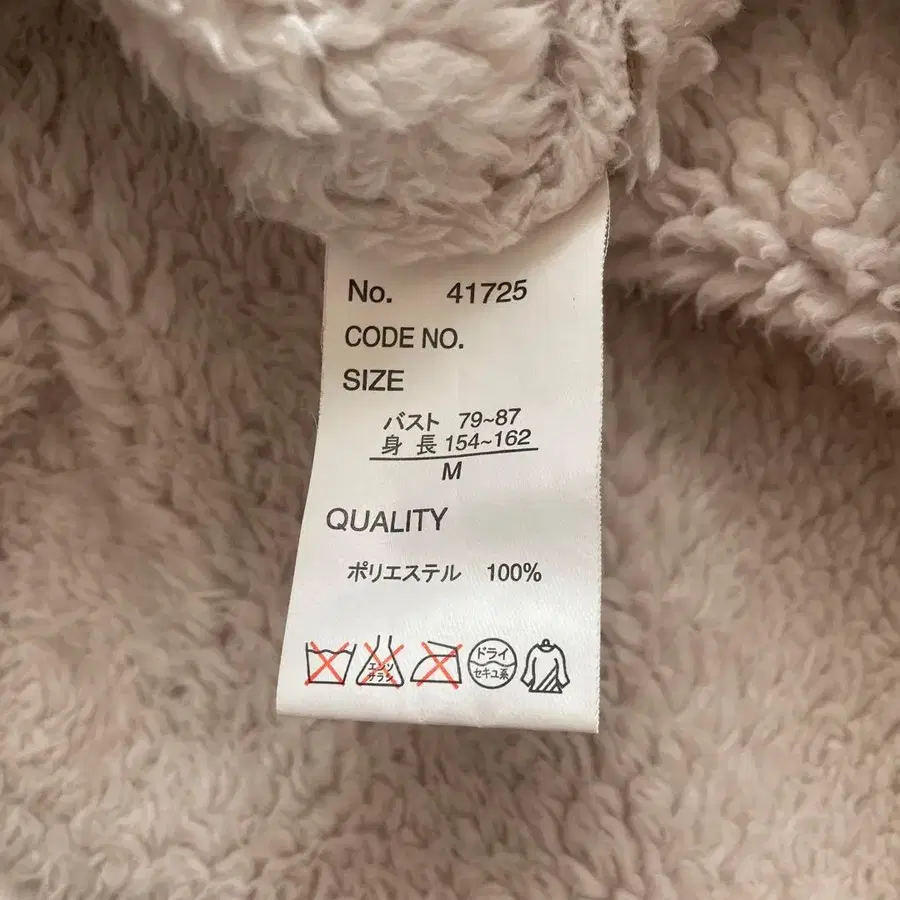 No. 41725
CODE NO.
SIZE
バスト 79~87
身 長 154~162
M
QUALITY
ポリエステル 100%
エンソ
サラシ
ドライ
セキユ系